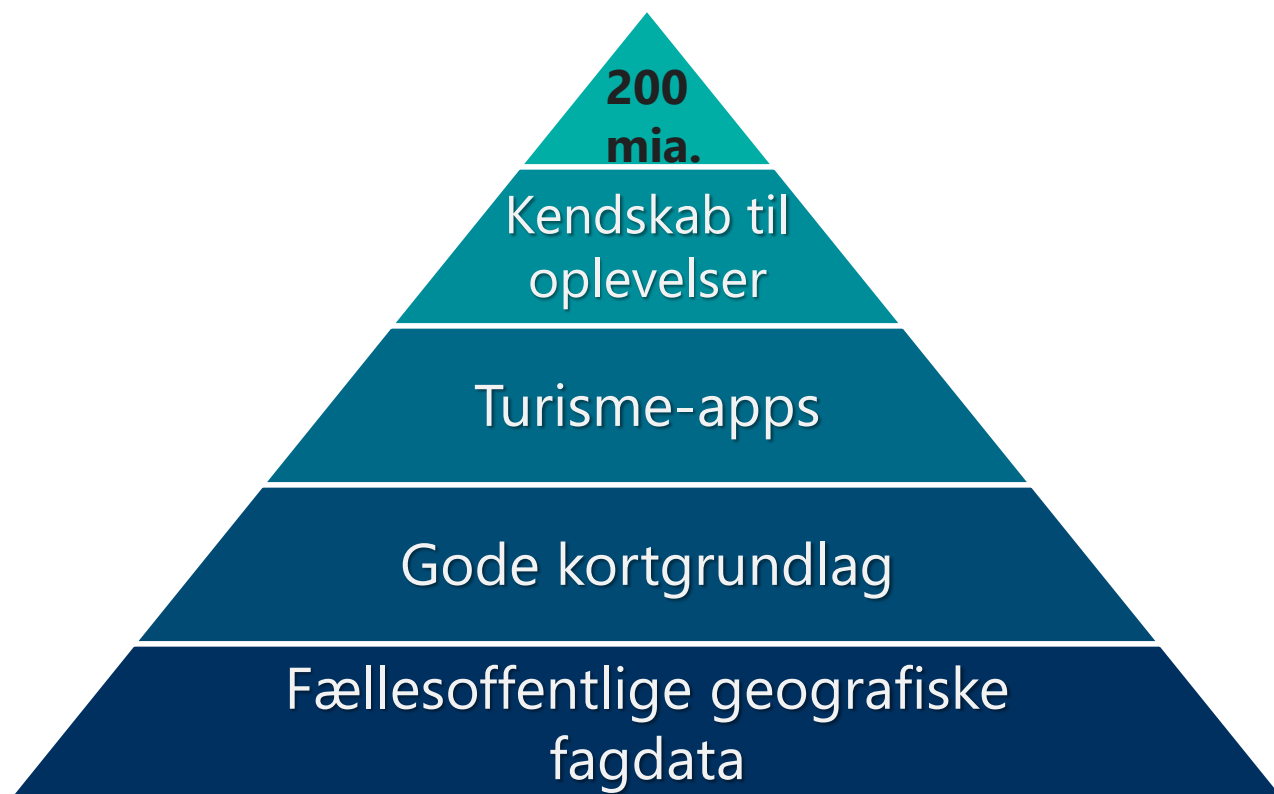 200
mia.
Kendskab til
oplevelser
Turisme-apps
Gode kortgrundlag
Fællesoffentlige geografiske
fagdata